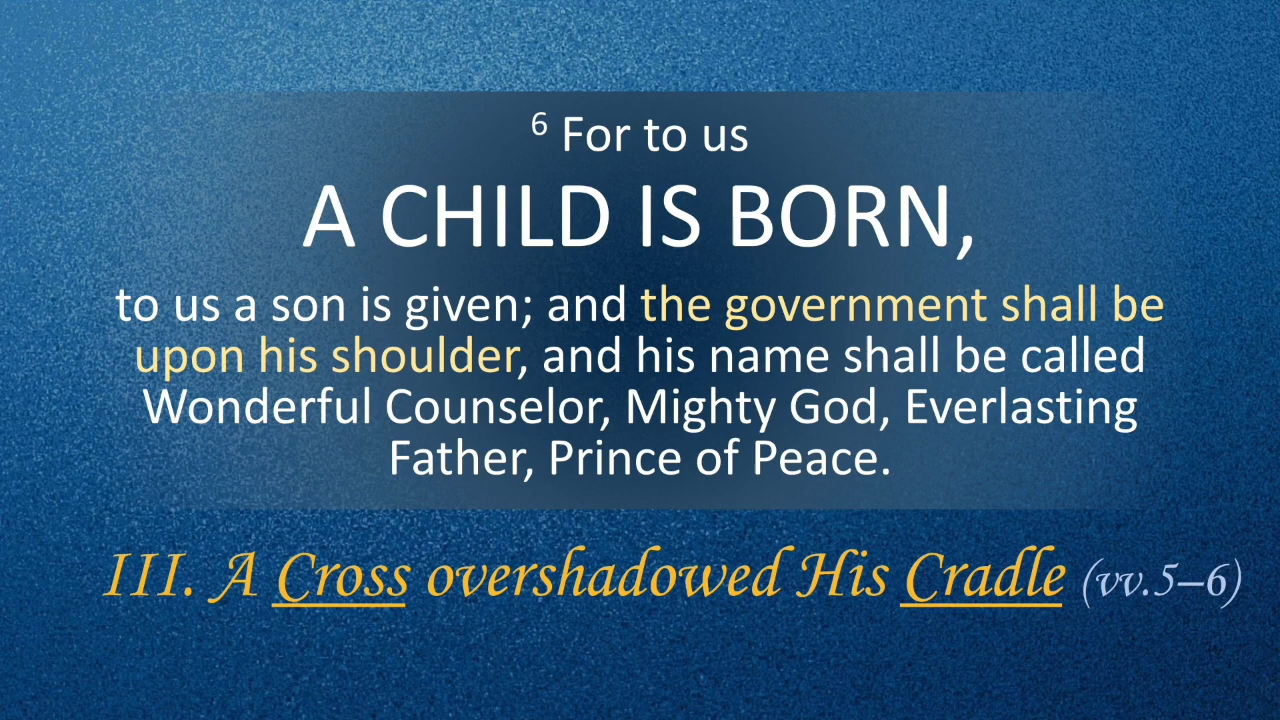 6 For to us
A CHILD IS BORN,
to us a son is given; and the government shall be
upon his shoulder, and his name shall be called
Wonderful Counselor, Mighty God, Everlasting
Father, Prince of Peace.
III. A Cross overshadowed His Cradle (vv.5–6)